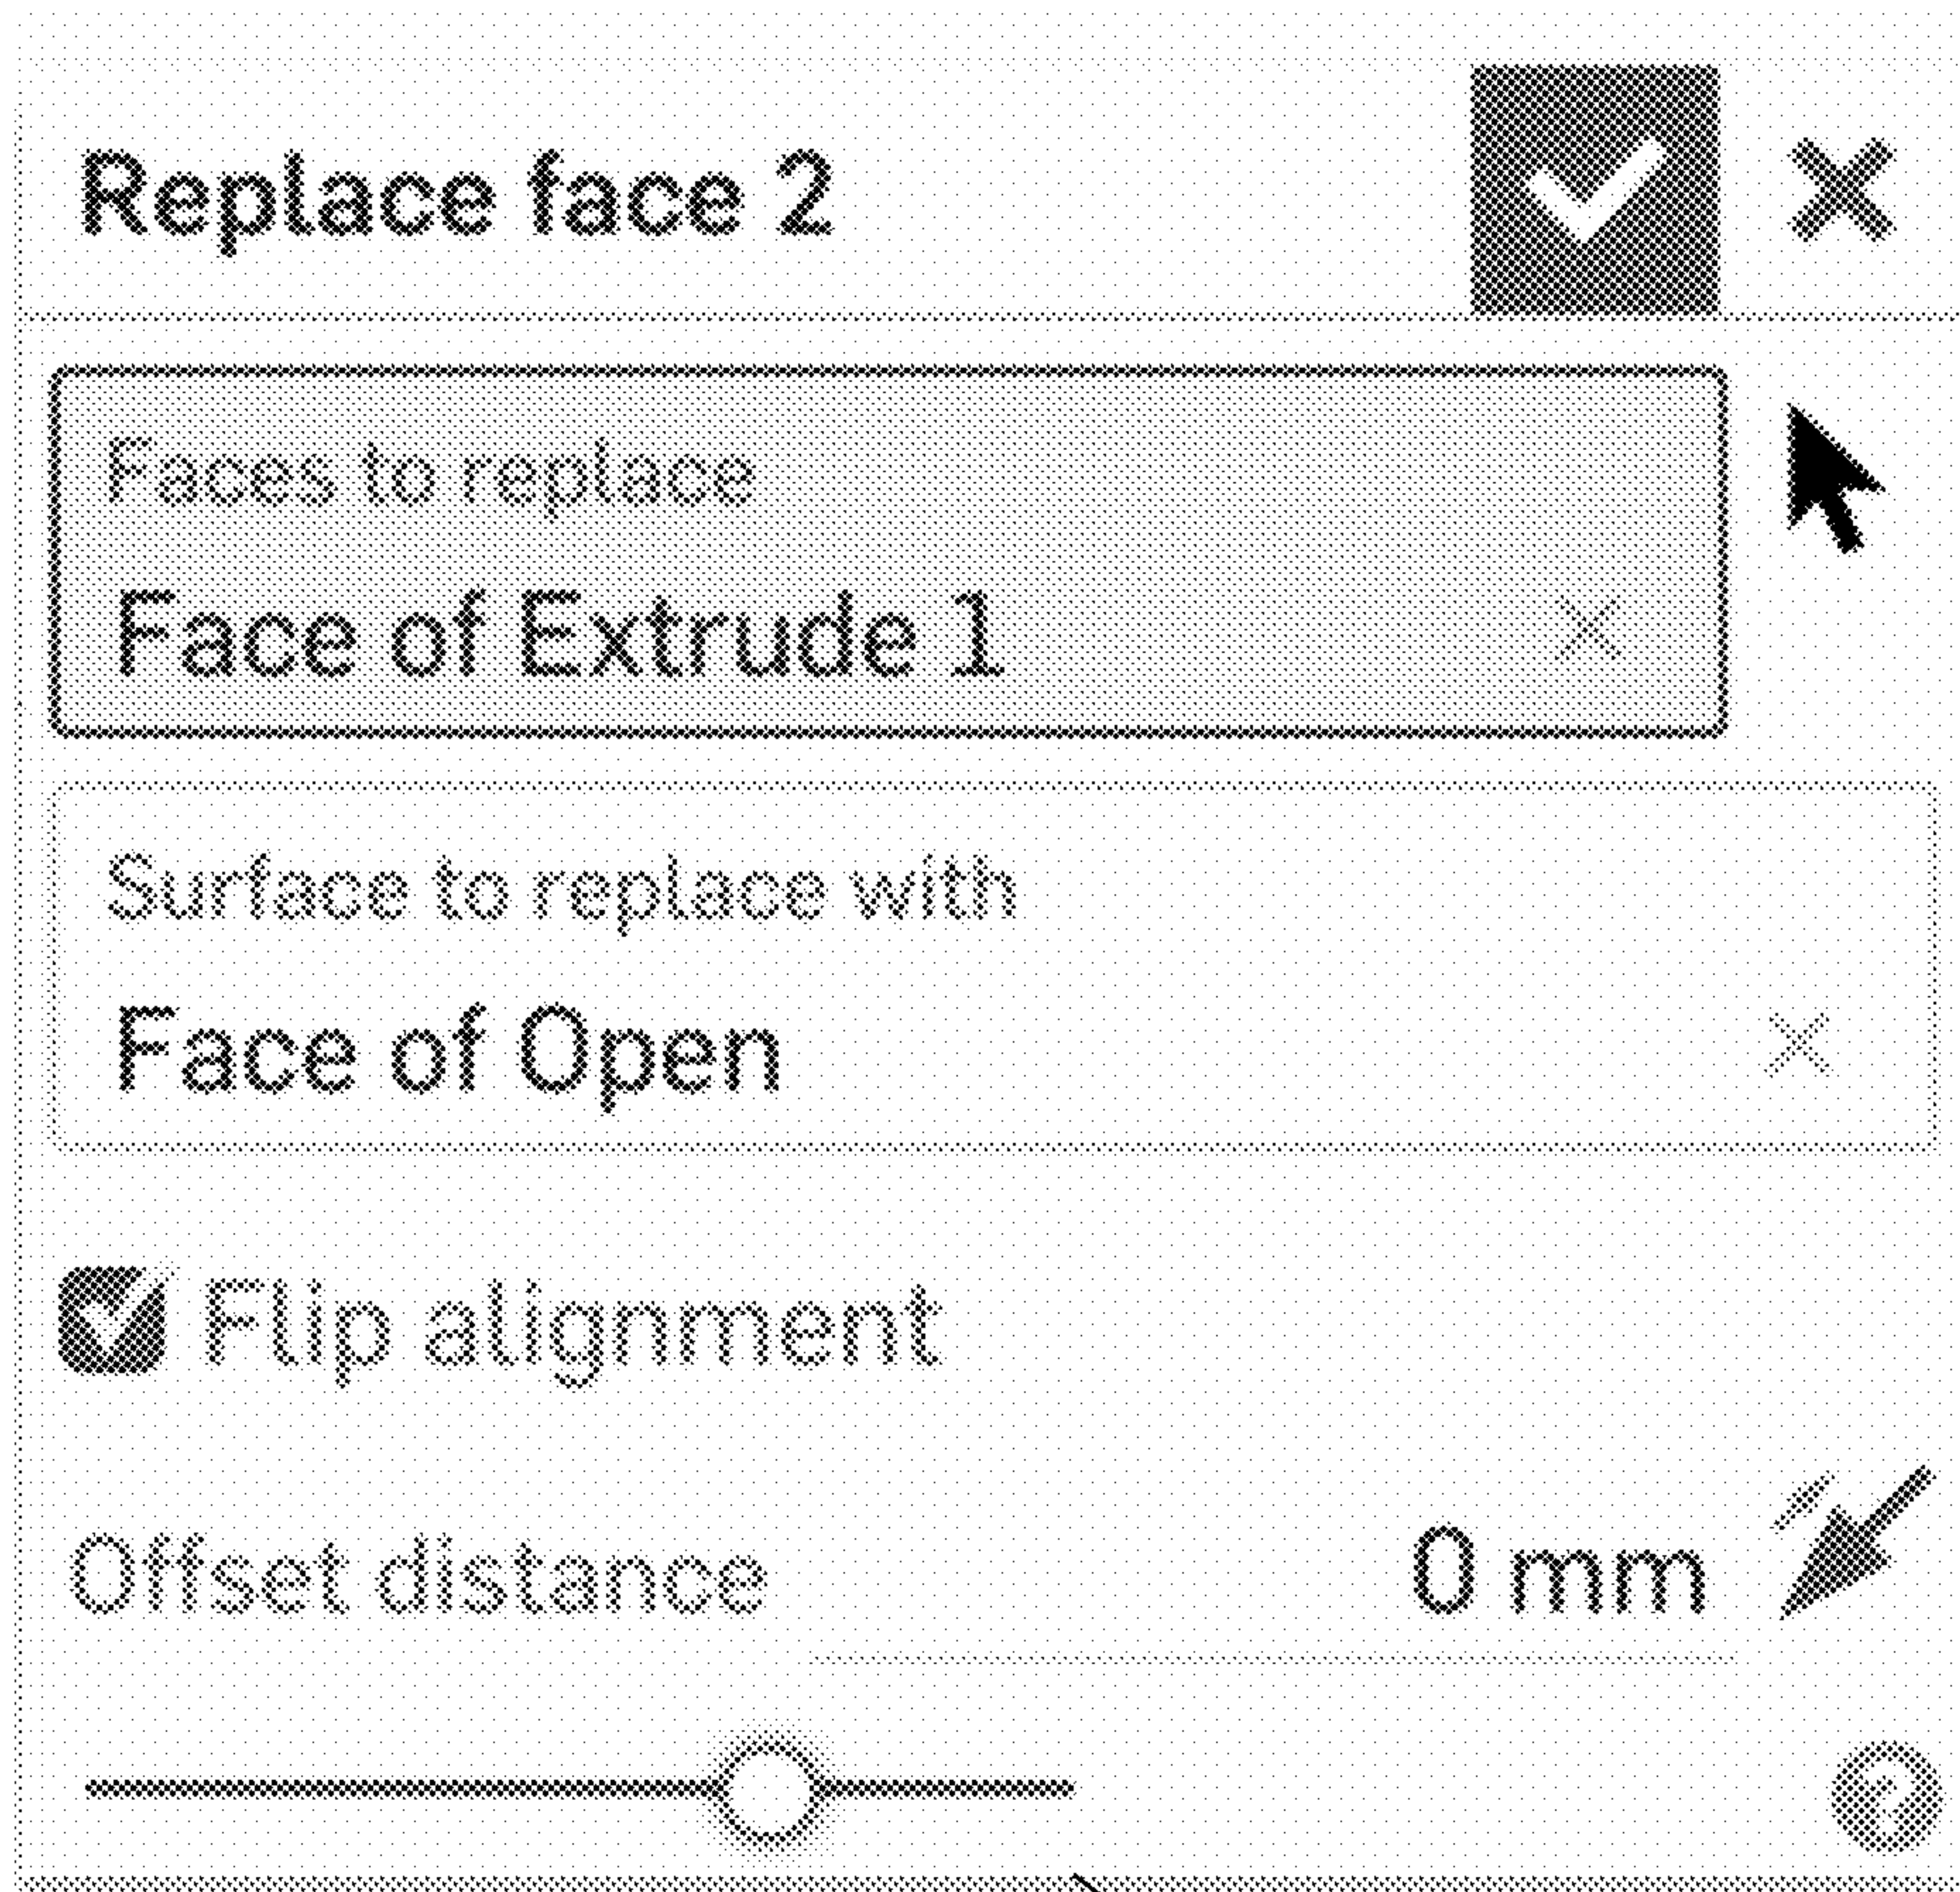 Replace face 2
Faces to replace
Face of Extrude 1
Surface to replace with
Face of Open
Flip alignment
Offset distance
0 mm
?